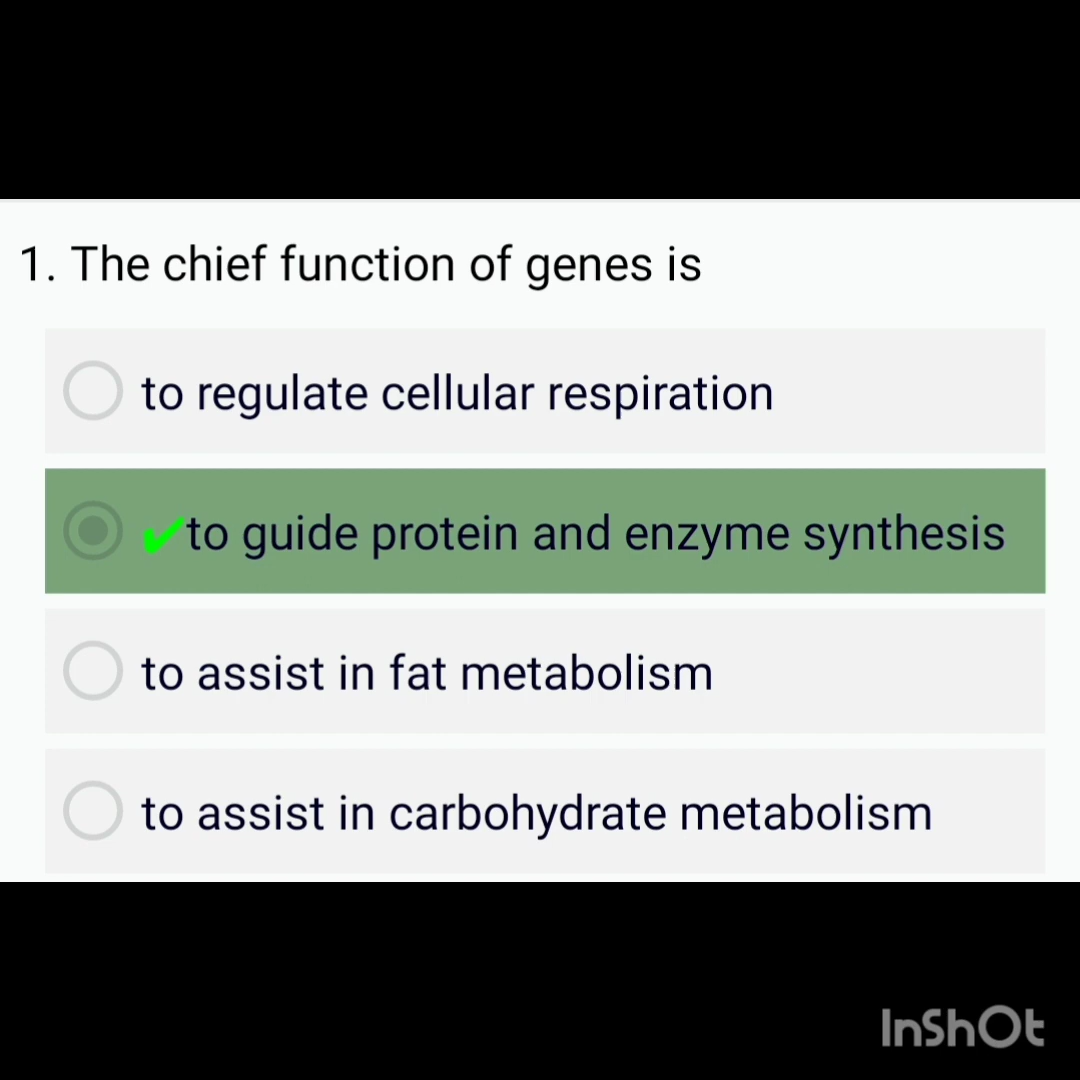 1. The chief function of genes is
to regulate cellular respiration
✔to guide protein and enzyme synthesis
to assist in fat metabolism
to assist in carbohydrate metabolism
InShOt